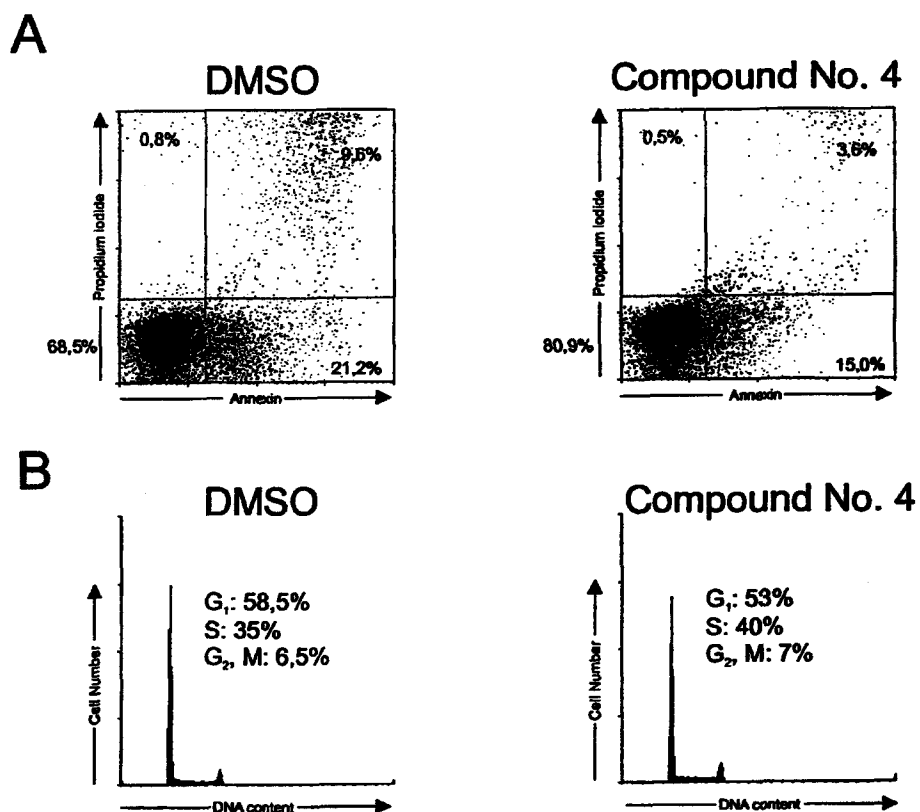 A
DMSO
Compound No. 4
0,8%
9,6%
Propidium Iodide
68,5%
21,2%
Annexin
0,5%
3,6%
Propidium Iodide
80,9%
15,0%
Annexin
B
DMSO
Compound No. 4
G₁: 58,5%
S: 35%
G₂, M: 6,5%
Cell Number
DNA content
G₁: 53%
S: 40%
G₂, M: 7%
Cell Number
DNA content